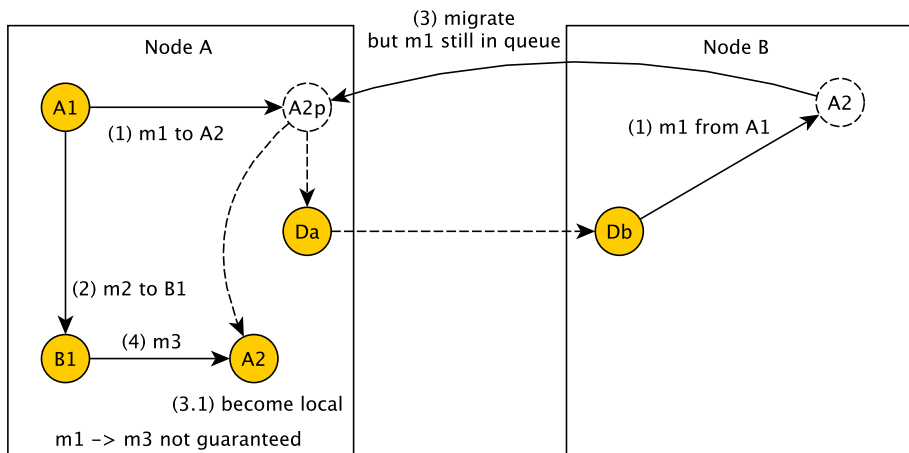 (3) migrate
but m1 still in queue
Node A
Node B
A1
A2p
A2
(1) m1 to A2
(1) m1 from A1
Da
Db
(2) m2 to B1
(4) m3
B1
A2
(3.1) become local
m1 -> m3 not guaranteed